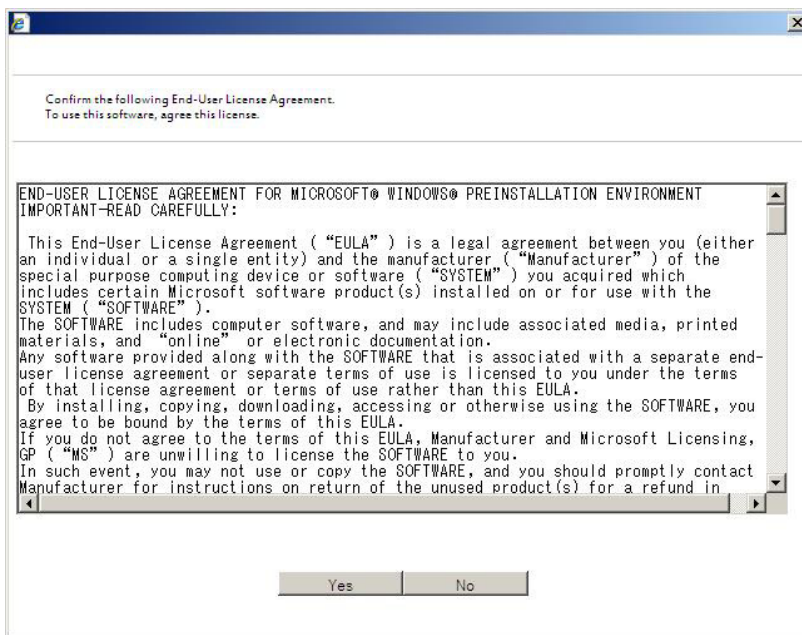 Confirm the following End-User License Agreement.
To use this software, agree this license.
END-USER LICENSE AGREEMENT FOR MICROSOFT® WINDOWS® PREINSTALLATION ENVIRONMENT
IMPORTANT-READ CAREFULLY:
This End-User License Agreement ( “EULA” ) is a legal agreement between you (either
an individual or a single entity) and the manufacturer ( “Manufacturer” ) of the
special purpose computing device or software ( “SYSTEM” ) you acquired which
includes certain Microsoft software product(s) installed on or for use with the
SYSTEM ( “SOFTWARE” ).
The SOFTWARE includes computer software, and may include associated media, printed
materials, and “online” or electronic documentation.
Any software provided along with the SOFTWARE that is associated with a separate end-
user license agreement or separate terms of use is licensed to you under the terms
of that license agreement or terms of use rather than this EULA.
By installing, copying, downloading, accessing or otherwise using the SOFTWARE, you
agree to be bound by the terms of this EULA.
If you do not agree to the terms of this EULA, Manufacturer and Microsoft Licensing,
GP ( “MS” ) are unwilling to license the SOFTWARE to you.
In such event, you may not use or copy the SOFTWARE, and you should promptly contact
Manufacturer for instructions on return of the unused product(s) for a refund in
Yes No